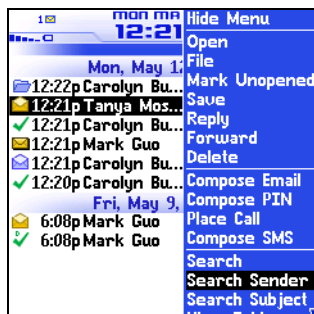 1
mon ma
12:21
Mon, May 1
12:22p Carolyn Bu...
12:21p Tanya Mos...
12:21p Carolyn Bu...
12:21p Mark Guo
12:21p Carolyn Bu...
12:20p Carolyn Bu...
Fri, May 9,
6:08p Mark Guo
6:08p Mark Guo
Hide Menu
Open
File
Mark Unopened
Save
Reply
Forward
Delete
Compose Email
Compose PIN
Place Call
Compose SMS
Search
Search Sender
Search Subject